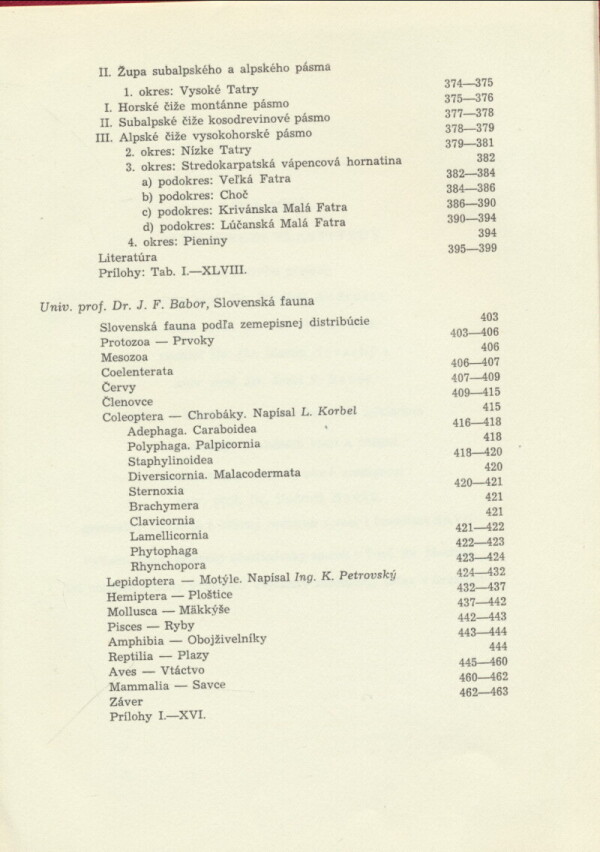 II. Župa subalpského a alpského pásma
1. okres: Vysoké Tatry 374—375
I. Horské čiže montánne pásmo 375—376
II. Subalpské čiže kosodrevinové pásmo 377—378
III. Alpské čiže vysokohorské pásmo 378—379
2. okres: Nízke Tatry 379—381
3. okres: Stredokarpatská vápencová hornatina 382
a) podokres: Veľká Fatra 382—384
b) podokres: Choč 384—386
c) podokres: Krivánska Malá Fatra 386—390
d) podokres: Lúčanská Malá Fatra 390—394
4. okres: Pieniny 394
Literatúra 395—399
Prílohy: Tab. I.—XLVIII.
Univ. prof. Dr. J. F. Babor, Slovenská fauna
Slovenská fauna podľa zemepisnej distribúcie 403
Protozoa — Prvoky 403—406
Mesozoa 406
Coelenterata 406—407
Červy 407—409
Členovce 409—415
Coleoptera — Chrobáky. Napísal L. Korbel 415
Adephaga. Caraboidea 416—418
Polyphaga. Palpicornia 418
Staphylinoidea 418—420
Diversicornia. Malacodermata 420
Sternoxia 420—421
Brachymera 421
Clavicornia 421
Lamellicornia 421—422
Phytophaga 422—423
Rhynchopora 423—424
Lepidoptera — Motýle. Napísal Ing. K. Petrovský 424—432
Hemiptera — Ploštice 432—437
Mollusca — Mäkkýše 437—442
Pisces — Ryby 442—443
Amphibia — Obojživelníky 443—444
Reptilia — Plazy 444
Aves — Vtáctvo 445—460
Mammalia — Savce 460—462
Záver 462—463
Prílohy I.—XVI.